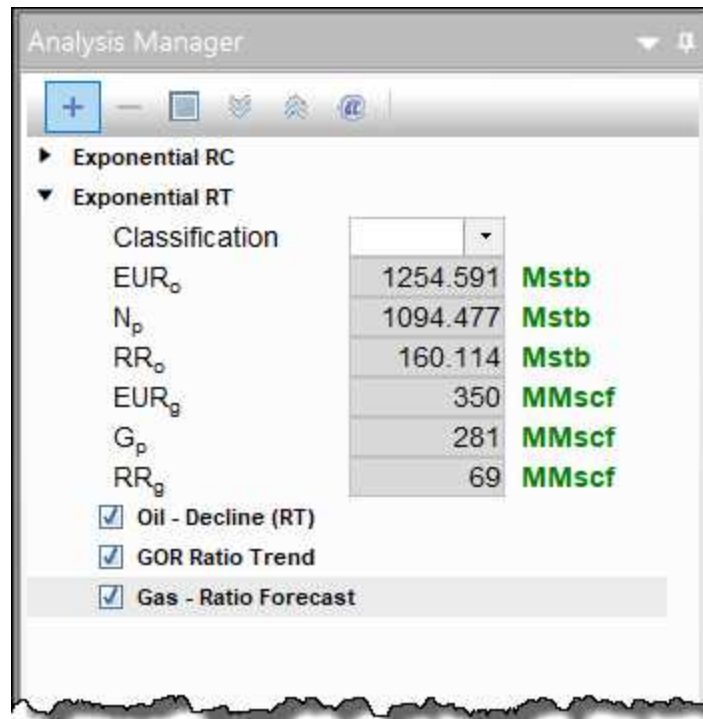 Analysis Manager
Exponential RC
Exponential RT
Classification
EURo 1254.591 Mstb
Np 1094.477 Mstb
RRo 160.114 Mstb
EURg 350 MMscf
Gp 281 MMscf
RRg 69 MMscf
Oil - Decline (RT)
GOR Ratio Trend
Gas - Ratio Forecast